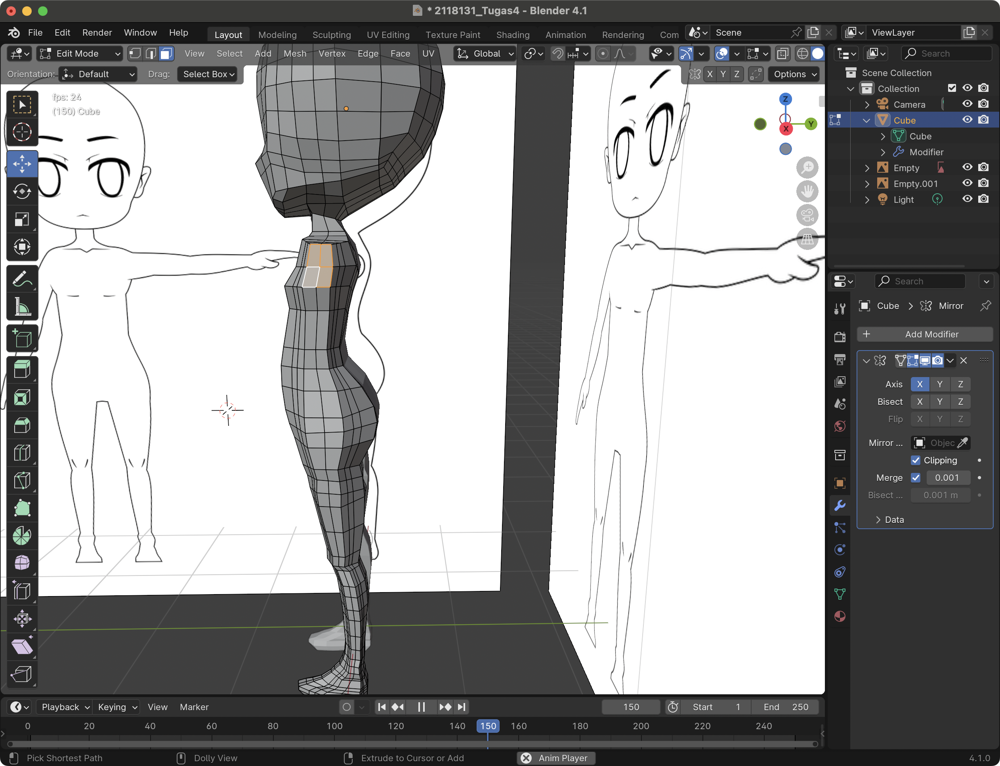 * 2118131_Tugas4 - Blender 4.1
File Edit Render Window Help Layout Modeling Sculpting UV Editing Texture Paint Shading Animation Rendering Com Scene ViewLayer
Edit Mode View Select Add Mesh Vertex Edge Face UV Global Search
Orientation: Default Drag: Select Box X Y Z Options
fps: 24
(150) Cube
Z
Y
X
Scene Collection
Collection
Camera
Cube
Cube
Modifier
Empty
Empty.001
Light
Search
Cube > Mirror
+ Add Modifier
Axis X Y Z
Bisect X Y Z
Flip X Y Z
Mirror ... Objec
Clipping
Merge 0.001
Bisect ... 0.001 m
Data
Playback Keying View Marker 150 Start 1 End 250
0 20 40 60 80 100 120 140 150 160 180 200 220 240
Pick Shortest Path Dolly View Extrude to Cursor or Add Anim Player 4.1.0